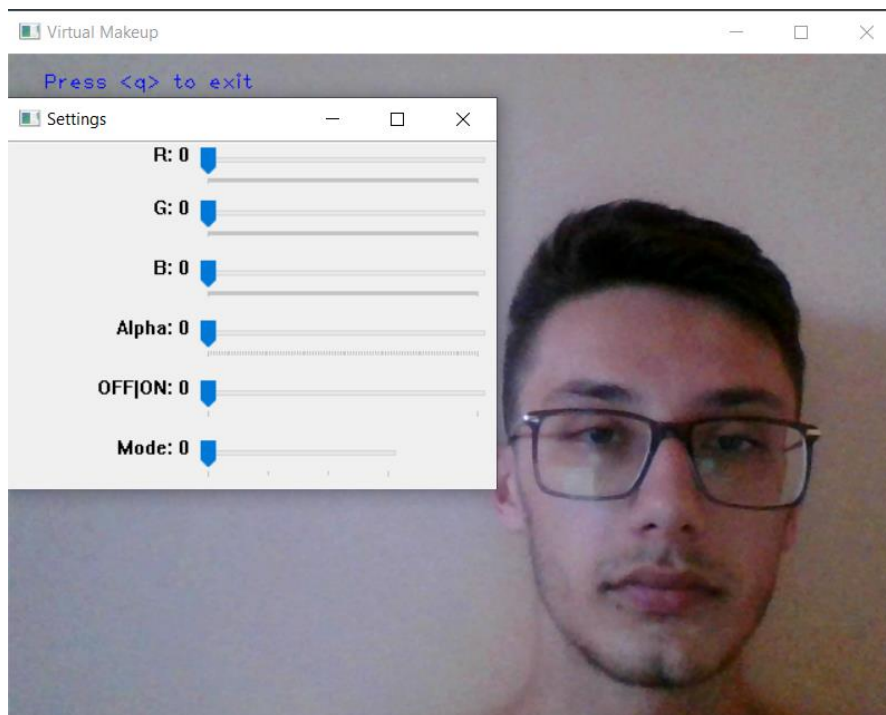 Virtual Makeup
Press <q> to exit
Settings
R: 0
G: 0
B: 0
Alpha: 0
OFF|ON: 0
Mode: 0